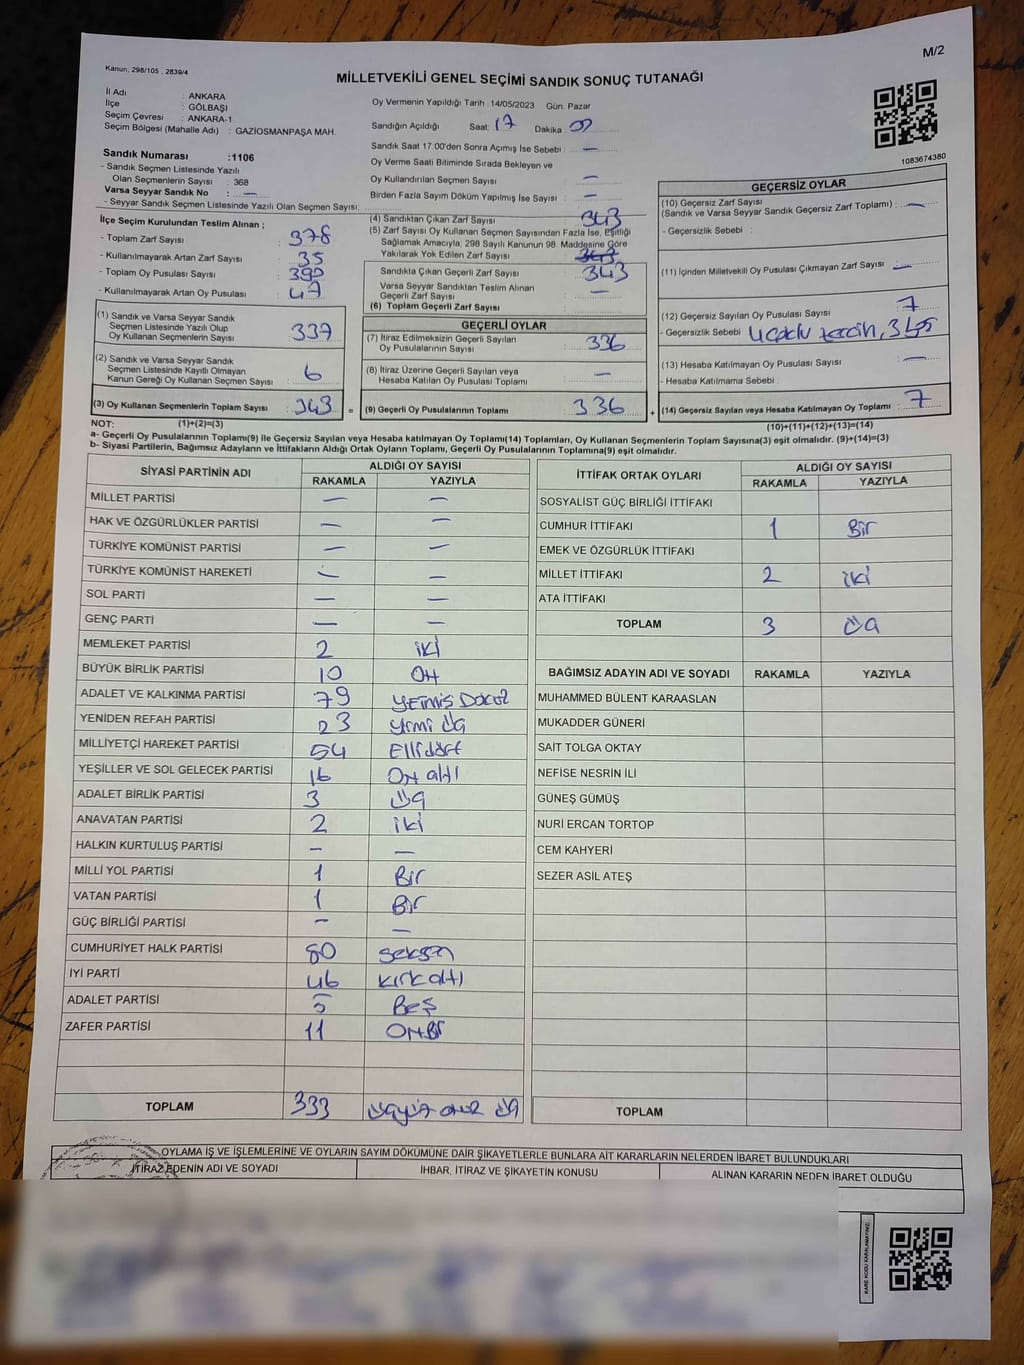 M/2
Kanun; 298/105 , 2839/4
MİLLETVEKİLİ GENEL SEÇİMİ SANDIK SONUÇ TUTANAĞI
İl Adı : ANKARA
İlçe : GÖLBAŞI
Seçim Çevresi : ANKARA-1
Seçim Bölgesi (Mahalle Adı) : GAZİOSMANPAŞA MAH.
Sandık Numarası :1106
- Sandık Seçmen Listesinde Yazılı
Olan Seçmenlerin Sayısı : 368
Varsa Seyyar Sandık No : —
- Seyyar Sandık Seçmen Listesinde Yazılı Olan Seçmen Sayısı:
Oy Vermenin Yapıldığı Tarih :14/05/2023 Gün: Pazar
Sandığın Açıldığı Saat: 17 Dakika :
Sandık Saat 17:00'den Sonra Açımış İse Sebebi : —
Oy Verme Saati Bitiminde Sırada Bekleyen ve
Oy Kullandırılan Seçmen Sayısı : —
Birden Fazla Sayım Döküm Yapılmış İse Sayısı : —
1083674380
İlçe Seçim Kurulundan Teslim Alınan ;
- Toplam Zarf Sayısı : 378
- Kullanılmayarak Artan Zarf Sayısı : 35
- Toplam Oy Pusulası Sayısı : 390
- Kullanılmayarak Artan Oy Pusulası : 47
(1) Sandık ve Varsa Seyyar Sandık
Seçmen Listesinde Yazılı Olup
Oy Kullanan Seçmenlerin Sayısı : 337
(2) Sandık ve Varsa Seyyar Sandık
Seçmen Listesinde Kayıtlı Olmayan
Kanun Gereği Oy Kullanan Seçmen Sayısı : 6
(3) Oy Kullanan Seçmenlerin Toplam Sayısı : 343 =
(4) Sandıktan Çıkan Zarf Sayısı : 343
(5) Zarf Sayısı Oy Kullanan Seçmen Sayısından Fazla İse, Eşitliği
Sağlamak Amacıyla, 298 Sayılı Kanunun 98. Maddesine Göre
Yakılarak Yok Edilen Zarf Sayısı : 343
Sandıkta Çıkan Geçerli Zarf Sayısı : 343
Varsa Seyyar Sandıktan Teslim Alınan
Geçerli Zarf Sayısı : —
(6) Toplam Geçerli Zarf Sayısı :
GEÇERLİ OYLAR
(7) İtiraz Edilmeksizin Geçerli Sayılan
Oy Pusulalarının Sayısı : 336
(8) İtiraz Üzerine Geçerli Sayılan veya
Hesaba Katılan Oy Pusulası Toplamı : —
(9) Geçerli Oy Pusulalarının Toplamı : 336 +
GEÇERSİZ OYLAR
(10) Geçersiz Zarf Sayısı
(Sandık ve Varsa Seyyar Sandık Geçersiz Zarf Toplamı) : —
- Geçersizlik Sebebi :
(11) İçinden Milletvekili Oy Pusulası Çıkmayan Zarf Sayısı : —
(12) Geçersiz Sayılan Oy Pusulası Sayısı : 7
- Geçersizlik Sebebi :
(13) Hesaba Katılmayan Oy Pusulası Sayısı : —
- Hesaba Katılmama Sebebi :
(14) Geçersiz Sayılan veya Hesaba Katılmayan Oy Toplamı : 7
NOT: (1)+(2)=(3) (10)+(11)+(12)+(13)=(14)
a- Geçerli Oy Pusulalarının Toplamı(9) ile Geçersiz Sayılan veya Hesaba katılmayan Oy Toplamı(14) Toplamları, Oy Kullanan Seçmenlerin Toplam Sayısına(3) eşit olmalıdır. (9)+(14)=(3)
b- Siyasi Partilerin, Bağımsız Adayların ve İttifakların Aldığı Ortak Oyların Toplamı, Geçerli Oy Pusulalarının Toplamına(9) eşit olmalıdır.
SİYASİ PARTİNİN ADI ALDIĞI OY SAYISI
RAKAMLA YAZIYLA
MİLLET PARTİSİ — —
HAK VE ÖZGÜRLÜKLER PARTİSİ — —
TÜRKİYE KOMÜNİST PARTİSİ — —
TÜRKİYE KOMÜNİST HAREKETİ — —
SOL PARTİ — —
GENÇ PARTİ — —
MEMLEKET PARTİSİ 2 iki
BÜYÜK BİRLİK PARTİSİ 10 ON
ADALET VE KALKINMA PARTİSİ 79 YETMİŞ DOKUZ
YENİDEN REFAH PARTİSİ 23 yirmi üç
MİLLİYETÇİ HAREKET PARTİSİ 54 Ellidört
YEŞİLLER VE SOL GELECEK PARTİSİ 16 On altı
ADALET BİRLİK PARTİSİ 3 üç
ANAVATAN PARTİSİ 2 iki
HALKIN KURTULUŞ PARTİSİ — —
MİLLİ YOL PARTİSİ 1 Bir
VATAN PARTİSİ 1 Bir
GÜÇ BİRLİĞİ PARTİSİ — —
CUMHURİYET HALK PARTİSİ 80 seksen
İYİ PARTİ 46 kırk altı
ADALET PARTİSİ 5 Beş
ZAFER PARTİSİ 11 ONBİR
TOPLAM 333 üçyüz otuz üç
İTTİFAK ORTAK OYLARI ALDIĞI OY SAYISI
RAKAMLA YAZIYLA
SOSYALİST GÜÇ BİRLİĞİ İTTİFAKI
CUMHUR İTTİFAKI 1 Bir
EMEK VE ÖZGÜRLÜK İTTİFAKI
MİLLET İTTİFAKI 2 iki
ATA İTTİFAKI
TOPLAM 3 üç
BAĞIMSIZ ADAYIN ADI VE SOYADI RAKAMLA YAZIYLA
MUHAMMED BÜLENT KARAASLAN
MUKADDER GÜNERİ
SAİT TOLGA OKTAY
NEFİSE NESRİN İLİ
GÜNEŞ GÜMÜŞ
NURİ ERCAN TORTOP
CEM KAHYERİ
SEZER ASİL ATEŞ
TOPLAM
OYLAMA İŞ VE İŞLEMLERİNE VE OYLARIN SAYIM DÖKÜMÜNE DAİR ŞİKAYETLERLE BUNLARA AİT KARARLARIN NELERDEN İBARET BULUNDUKLARI
İTİRAZ EDENİN ADI VE SOYADI İHBAR, İTİRAZ VE ŞİKAYETİN KONUSU ALINAN KARARIN NEDEN İBARET OLDUĞU
KARE KODU KARALAMAYINIZ.